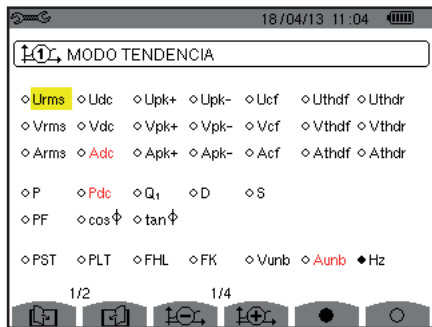 18/04/13 11:04
1 MODO TENDENCIA
Urms Udc Upk+ Upk- Ucf Uthdf Uthdr
Vrms Vdc Vpk+ Vpk- Vcf Vthdf Vthdr
Arms Adc Apk+ Apk- Acf Athdf Athdr
P Pdc Q₁ D S
PF cosΦ tanΦ
PST PLT FHL FK Vunb Aunb Hz
1/2 1/4